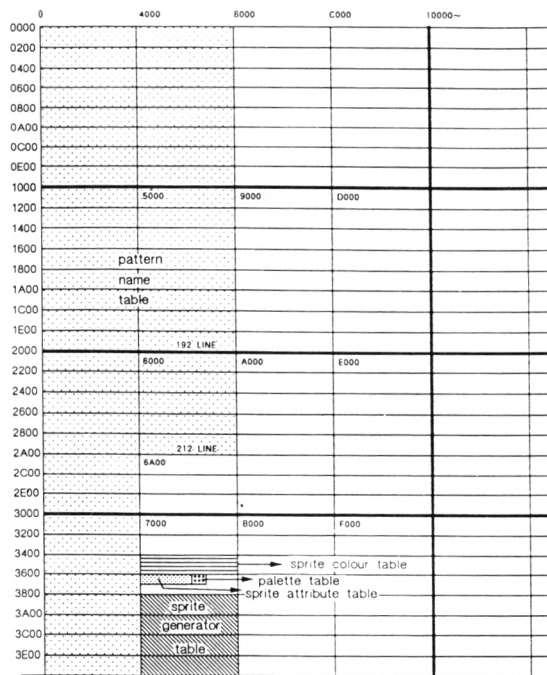 0 4000 8000 C000 10000~
0000
0200
0400
0600
0800
0A00
0C00
0E00
1000
5000 9000 D000
1200
1400
1600
pattern
1800
name
1A00
table
1C00
1E00
192 LINE
2000
6000 A000 E000
2200
2400
2600
2800
212 LINE
2A00
6A00
2C00
2E00
3000
7000 B000 F000
3200
3400
sprite colour table
3600
palette table
sprite attribute table
3800
sprite
3A00
generator
3C00
table
3E00